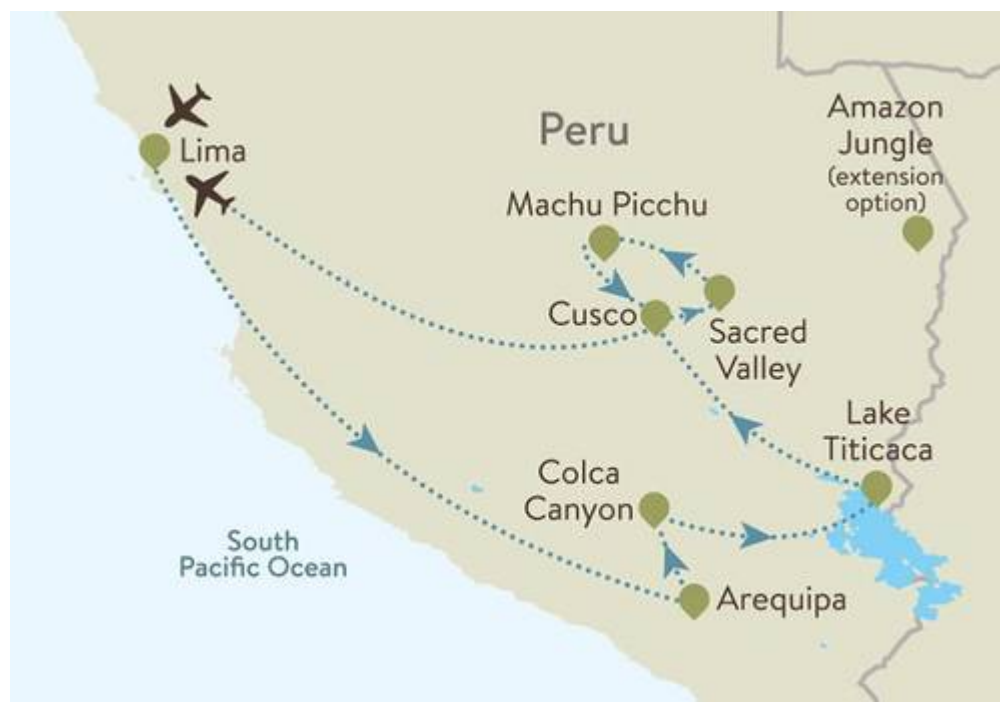 Lima
Peru
Amazon
Jungle
(extension
option)
Machu Picchu
Cusco
Sacred
Valley
Lake
Titicaca
Colca
Canyon
South
Pacific Ocean
Arequipa